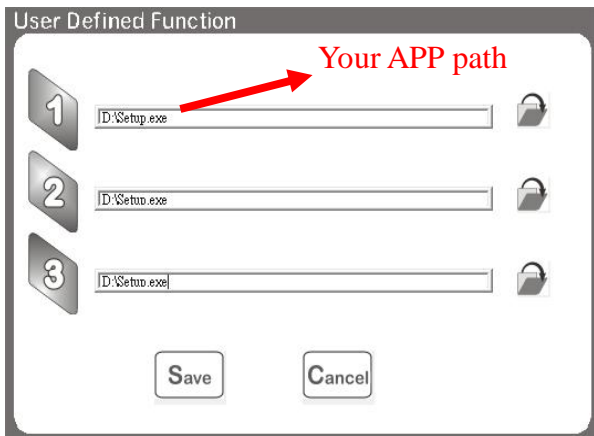 User Defined Function
Your APP path
1
D:\Setup.exe
2
D:\Setup.exe
3
D:\Setup.exe
Save
Cancel